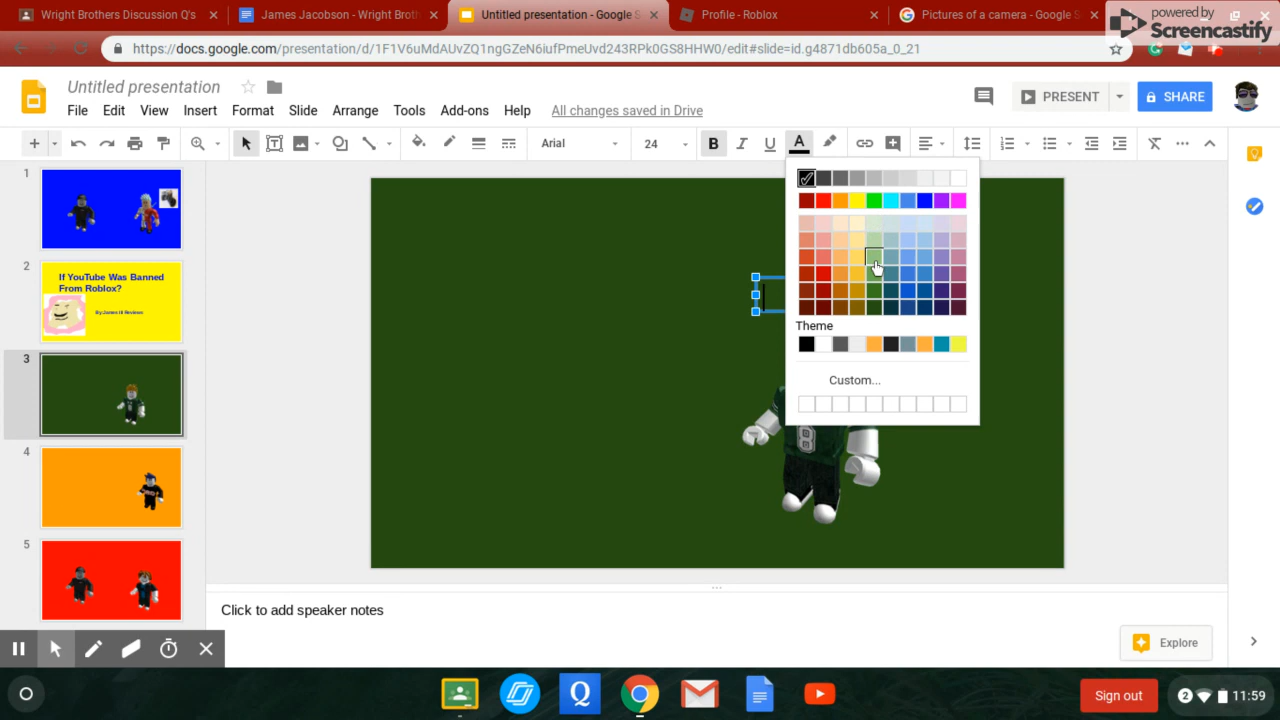 Wright Brothers Discussion Q's
James Jacobson - Wright Broth
Untitled presentation - Google S
Profile - Roblox
Pictures of a camera - Google S
powered by
Screencastify
https://docs.google.com/presentation/d/1F1V6uMdAUvZQ1ngGZeN6iufPmeUvd243RPk0GS8HHW0/edit#slide=id.g4871db605a_0_21
Untitled presentation
File Edit View Insert Format Slide Arrange Tools Add-ons Help All changes saved in Drive
PRESENT
SHARE
Arial
24
B I U A
1
2
If YouTube Was Banned
From Roblox?
By:James III Reviews
3
4
5
8
Theme
Custom...
Click to add speaker notes
Explore
Q
Sign out
2
11:59